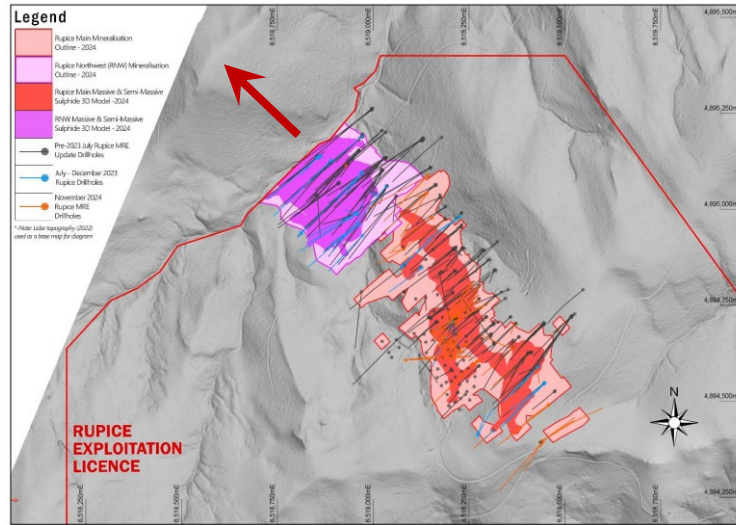 Legend
Rupice Main Mineralisation
Outline - 2024
Rupice Northwest (RNW) Mineralisation
Outline - 2024
Rupice Main Massive & Semi-Massive
Sulphide 3D Model -2024
RNW Massive & Semi-Massive
Sulphide 3D Model - 2024
Pre-2023 July Rupice MRE
Update Drillholes
July - December 2023
Rupice Drillholes
November 2024
Rupice MRE
Drillholes
*-Note: Lidar topography (2022)
used as a base map for diagram
6,518,750mE
6,519,000mE
6,519,250mE
6,519,500mE
4,895,500mN
4,895,250mN
4,895,000mN
4,894,750mN
4,894,500mN
4,894,250mN
N
RUPICE
EXPLOITATION
LICENCE
6,518,250mE
6,518,500mE
6,518,750mE
6,519,000mE
6,519,250mE
6,519,500mE
6,519,750mE